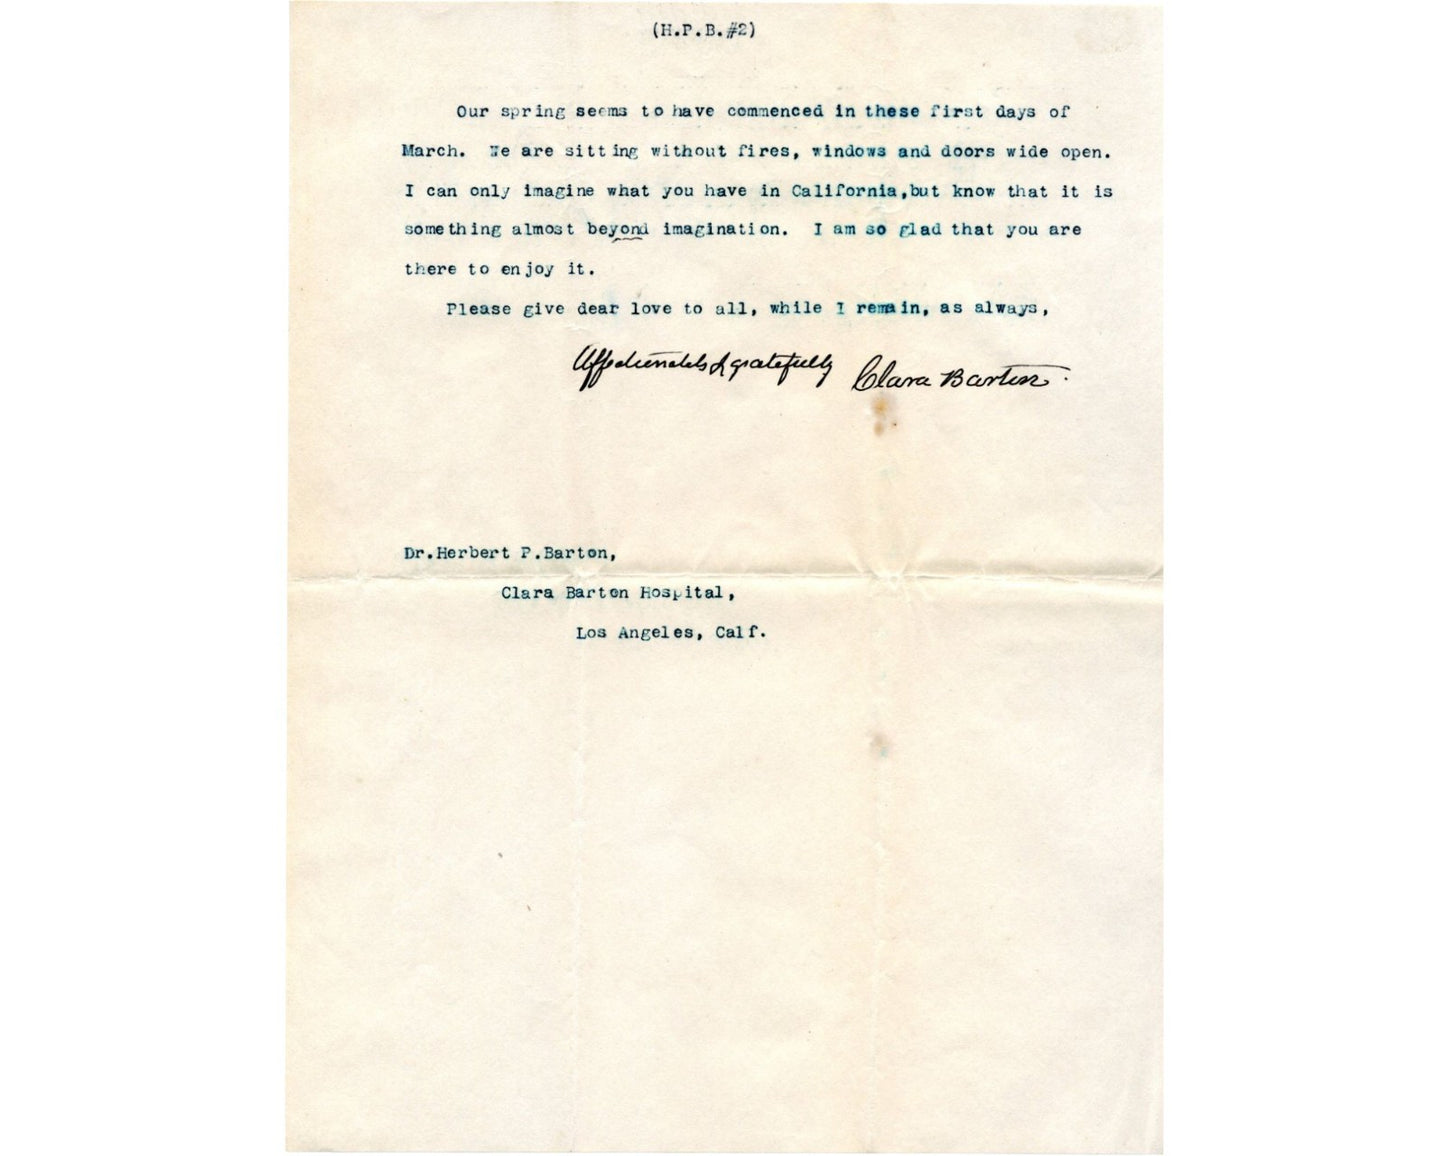 (H.P.B.#2)
Our spring seems to have commenced in these first days of
March. We are sitting without fires, windows and doors wide open.
I can only imagine what you have in California,but know that it is
something almost beyond imagination. I am so glad that you are
there to enjoy it.
Please give dear love to all, while I remain, as always,
Affectionately & gratefully Clara Barton.
Dr.Herbert P.Barton,
Clara Barton Hospital,
Los Angeles, Calf.